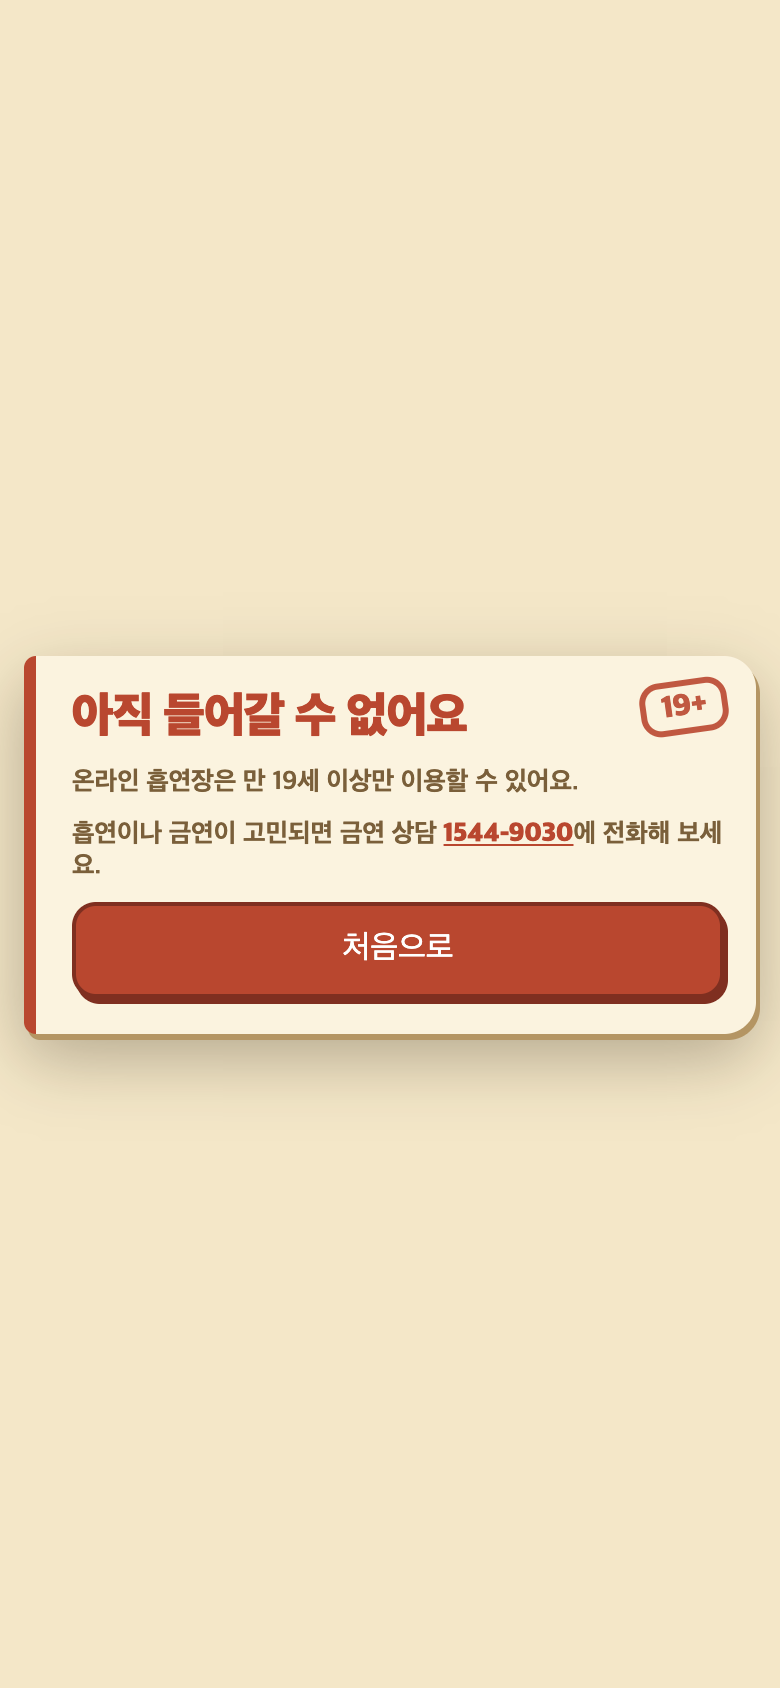 아직 들어갈 수 없어요
19+
온라인 흡연장은 만 19세 이상만 이용할 수 있어요.
흡연이나 금연이 고민되면 금연 상담 1544-9030에 전화해 보세
요.
처음으로